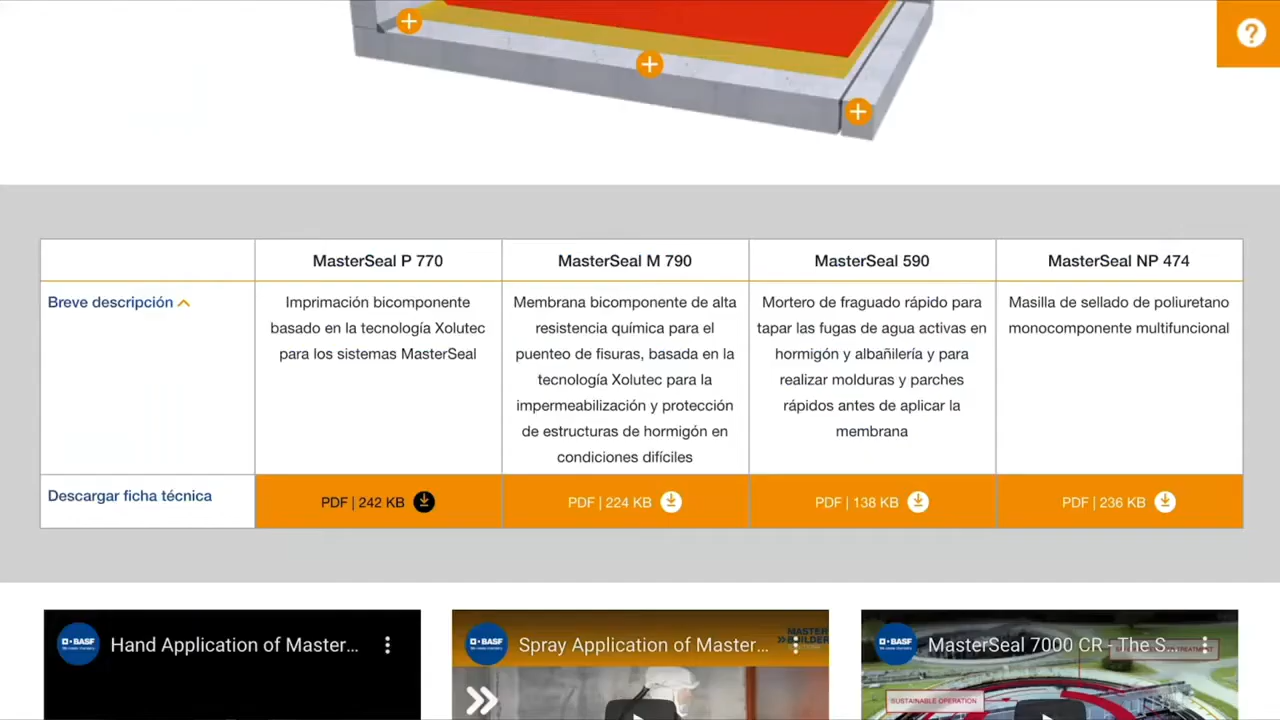 ?
MasterSeal P 770
MasterSeal M 790
MasterSeal 590
MasterSeal NP 474
Breve descripción
Imprimación bicomponente
basado en la tecnología Xolutec
para los sistemas MasterSeal
Membrana bicomponente de alta
resistencia química para el
puenteo de fisuras, basada en la
tecnología Xolutec para la
impermeabilización y protección
de estructuras de hormigón en
condiciones difíciles
Mortero de fraguado rápido para
tapar las fugas de agua activas en
hormigón y albañilería y para
realizar molduras y parches
rápidos antes de aplicar la
membrana
Masilla de sellado de poliuretano
monocomponente multifuncional
Descargar ficha técnica
PDF | 242 KB
PDF | 224 KB
PDF | 138 KB
PDF | 236 KB
BASF
Hand Application of Master...
BASF
Spray Application of Master...
MASTER
BUILDERS
BASF
MasterSeal 7000 CR - The S...
SUSTAINABLE OPERATION